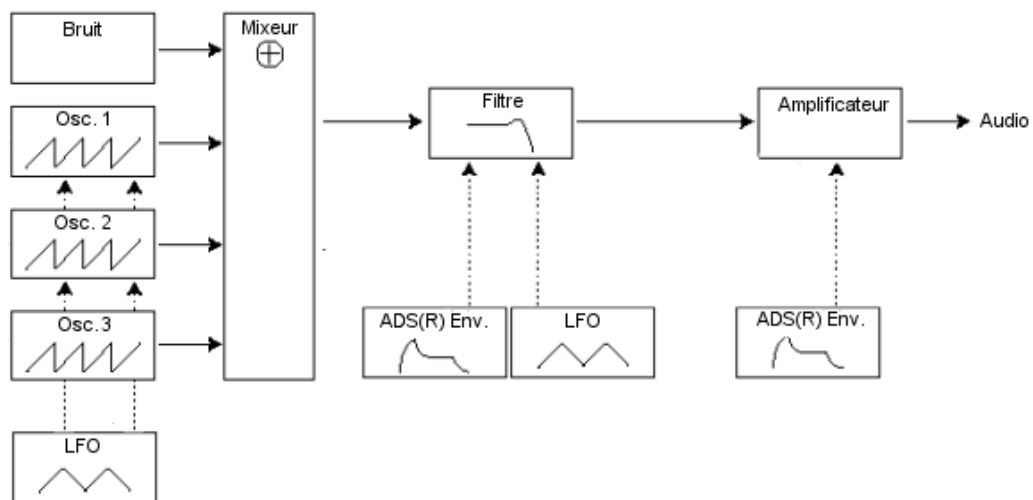 Bruit
Mixeur
Osc. 1
Filtre
Amplificateur
Audio
Osc. 2
Osc.3
ADS(R) Env.
LFO
ADS(R) Env.
LFO